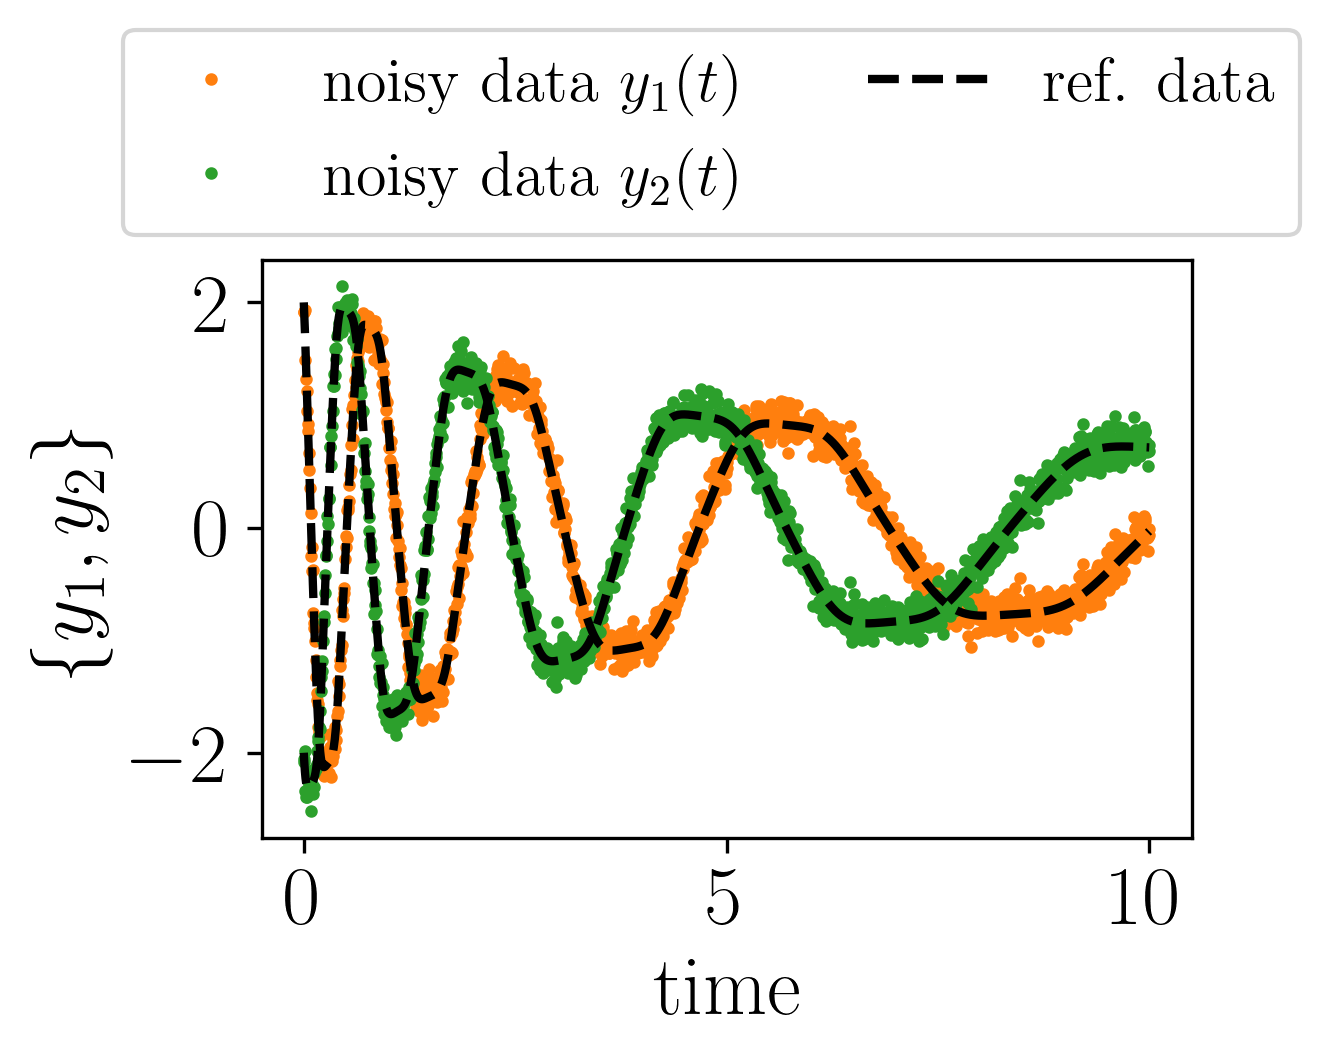 noisy data y₁(t)
noisy data y₂(t)
ref. data
{y₁, y₂}
2
0
−2
0 5 10
time